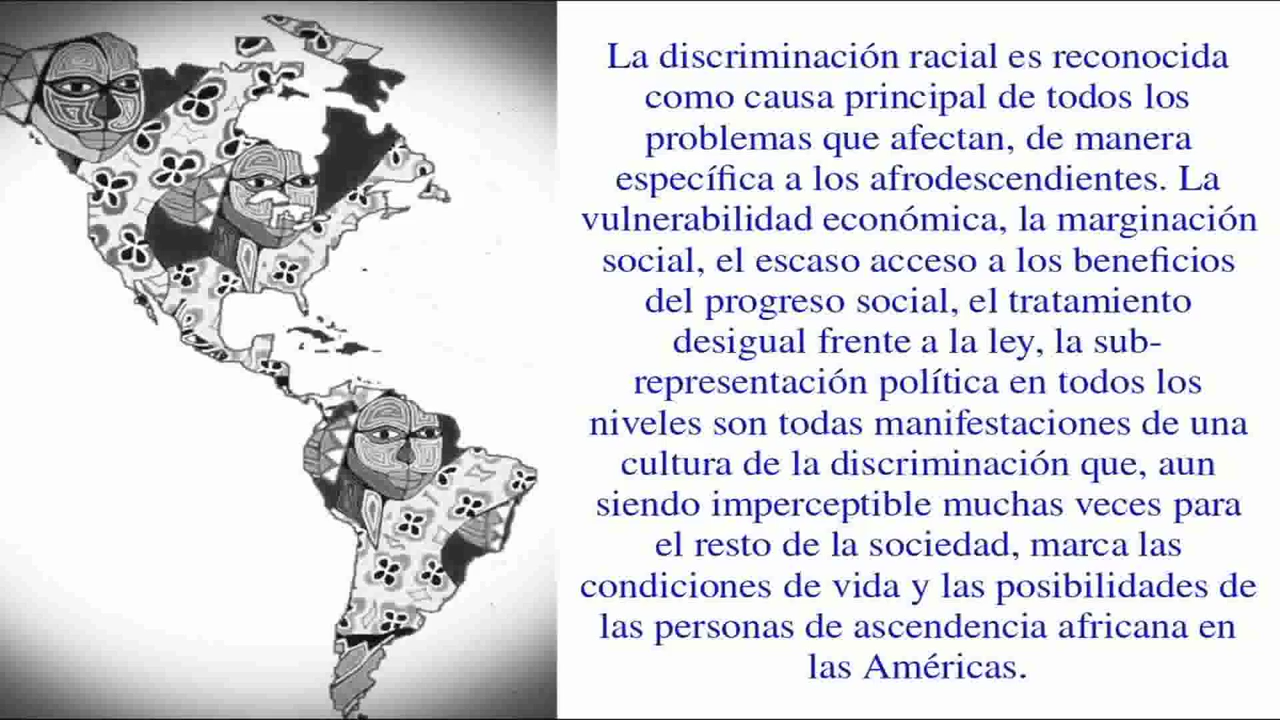 La discriminación racial es reconocida
como causa principal de todos los
problemas que afectan, de manera
específica a los afrodescendientes. La
vulnerabilidad económica, la marginación
social, el escaso acceso a los beneficios
del progreso social, el tratamiento
desigual frente a la ley, la sub-
representación política en todos los
niveles son todas manifestaciones de una
cultura de la discriminación que, aun
siendo imperceptible muchas veces para
el resto de la sociedad, marca las
condiciones de vida y las posibilidades de
las personas de ascendencia africana en
las Américas.